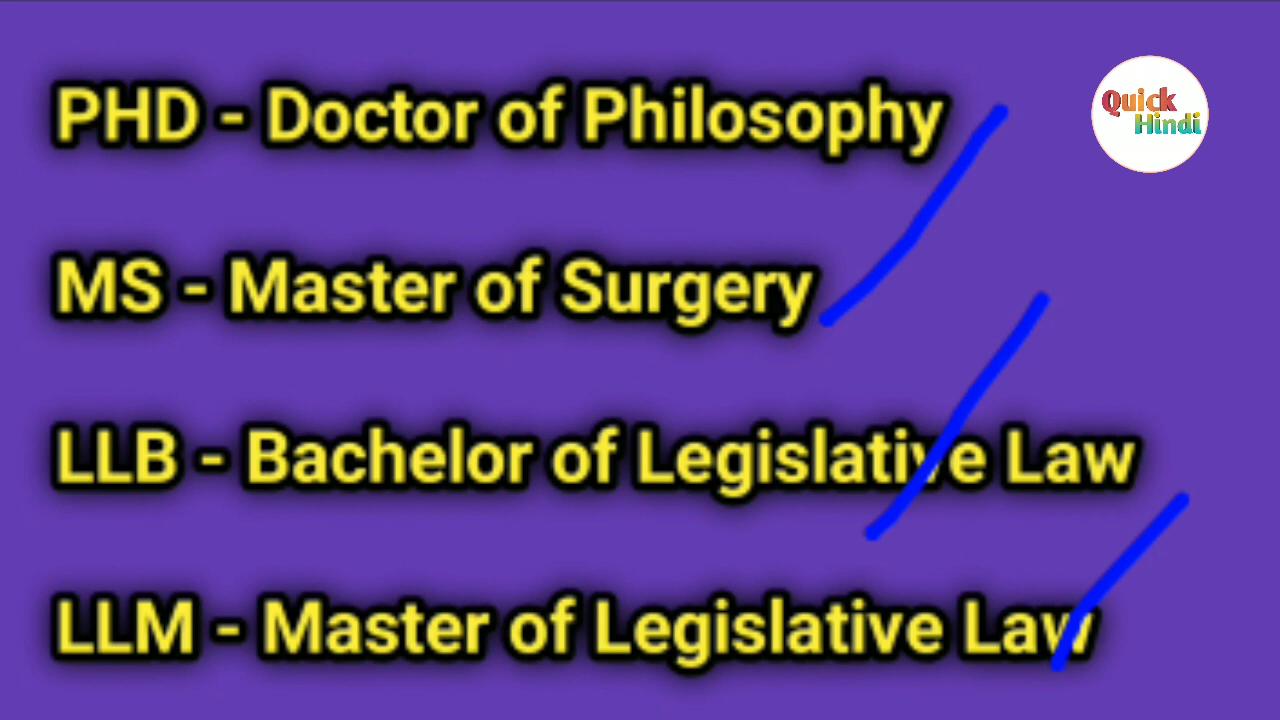 PHD - Doctor of Philosophy
Quick
Hindi
MS - Master of Surgery
LLB - Bachelor of Legislative Law
LLM - Master of Legislative Law